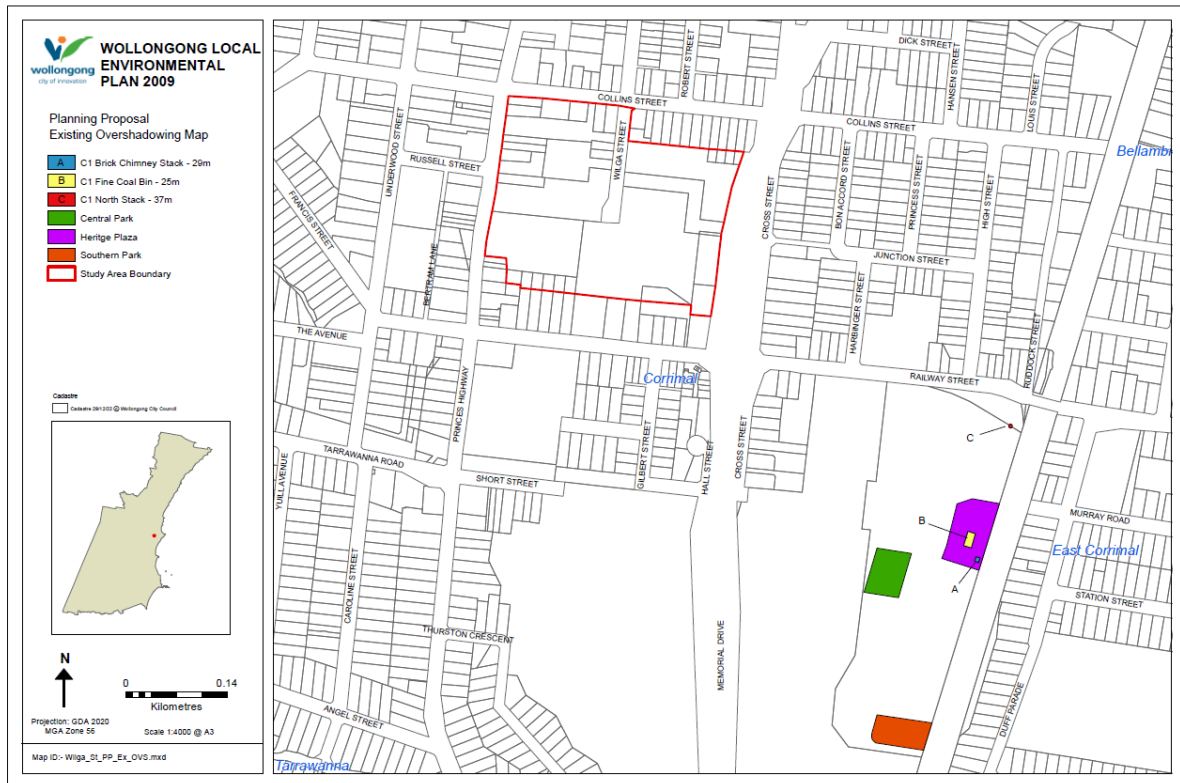 wollongong
city of innovation
WOLLONGONG LOCAL
ENVIRONMENTAL
PLAN 2009
Planning Proposal
Existing Overshadowing Map
A C1 Brick Chimney Stack - 29m
B C1 Fine Coal Bin - 25m
C C1 North Stack - 37m
Central Park
Heritge Plaza
Southern Park
Study Area Boundary
Cadastre
Cadastre 29/12/22 @ Wollongong City Council
N
0 0.14
Kilometres
Projection: GDA 2020
MGA Zone 56
Scale 1:4000 @ A3
Map ID:- Wilga_St_PP_Ex_OVS.mxd
DICK STREET
ROBERT STREET
HANSEN STREET
LOUIS STREET
COLLINS STREET
COLLINS STREET
Bellambi
UNDERWOOD STREET
RUSSELL STREET
WILGA STREET
FRANCIS STREET
CROSS STREET
BON ACCORD STREET
PRINCESS STREET
HIGH STREET
BERTRAM LANE
JUNCTION STREET
HARBINGER STREET
RUDDOCK STREET
THE AVENUE
PRINCES HIGHWAY
Corrimal
RAILWAY STREET
C
GILBERT STREET
HALL STREET
CROSS STREET
TARRAWANNA ROAD
YUILL AVENUE
SHORT STREET
B
MURRAY ROAD
East Corrimal
A
STATION STREET
CAROLINE STREET
THURSTON CRESCENT
MEMORIAL DRIVE
DUFF PARADE
ANGEL STREET
Tarrawanna